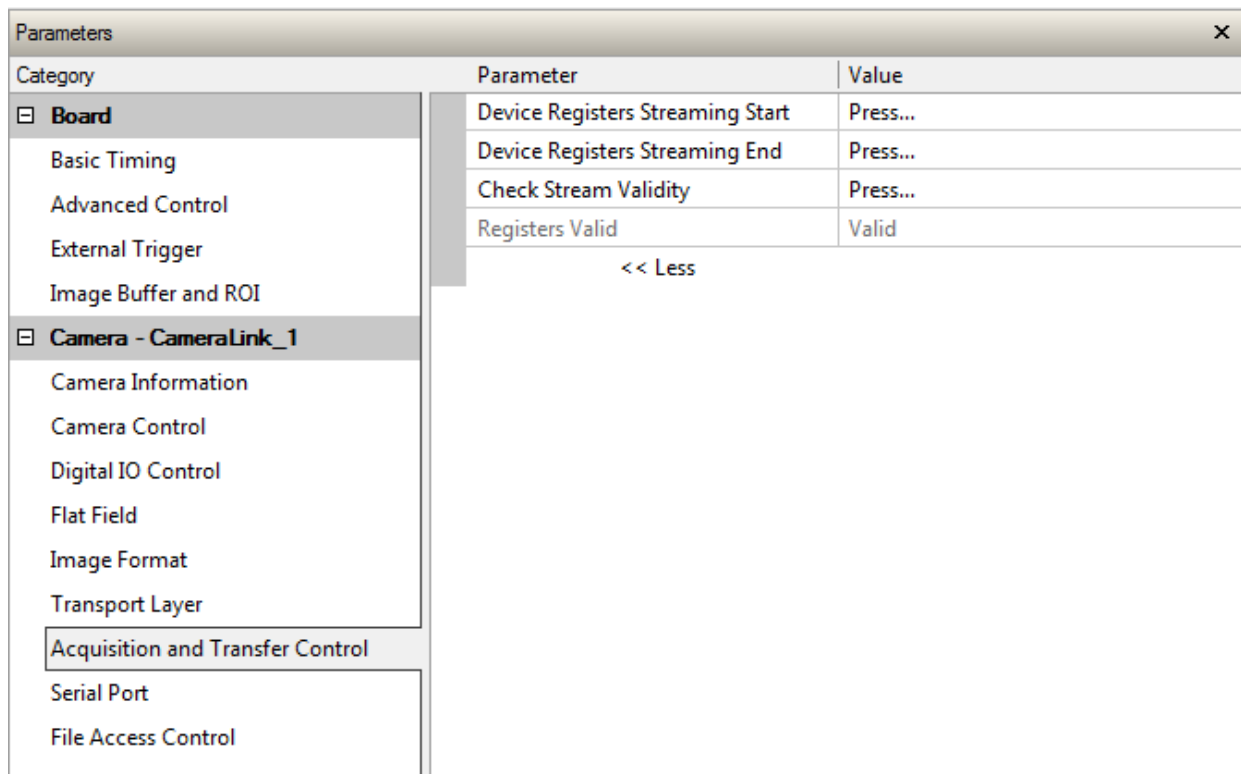 Parameters
Category Parameter Value
Board
Basic Timing
Advanced Control
External Trigger
Image Buffer and ROI
Camera - CameraLink_1
Camera Information
Camera Control
Digital IO Control
Flat Field
Image Format
Transport Layer
Acquisition and Transfer Control
Serial Port
File Access Control
Device Registers Streaming Start Press...
Device Registers Streaming End Press...
Check Stream Validity Press...
Registers Valid Valid
<< Less